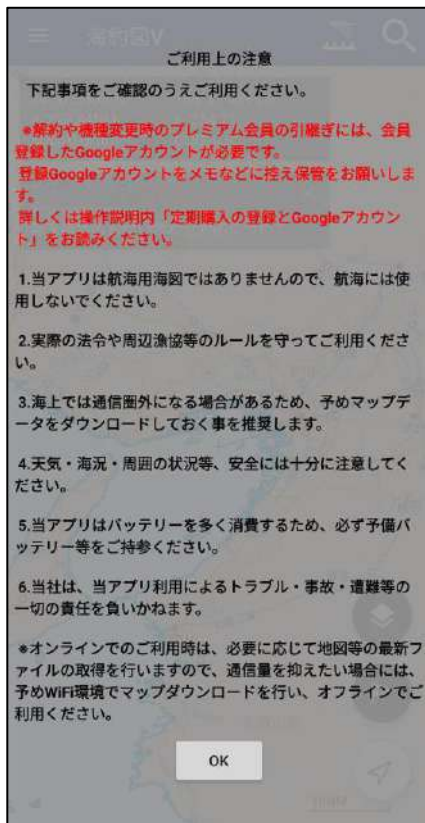 海釣図V
ご利用上の注意
下記事項をご確認のうえご利用ください。
※解約や機種変更時のプレミアム会員の引継ぎには、会員
登録したGoogleアカウントが必要です。
登録Googleアカウントをメモなどに控え保管をお願いしま
す。
詳しくは操作説明内「定期購入の登録とGoogleアカウン
ト」をお読みください。
1.当アプリは航海用海図ではありませんので、航海には使
用しないでください。
2.実際の法令や周辺漁協等のルールを守ってご利用くださ
い。
3.海上では通信圏外になる場合があるため、予めマップデ
ータをダウンロードしておく事を推奨します。
4.天気・海況・周囲の状況等、安全には十分に注意してく
ださい。
5.当アプリはバッテリーを多く消費するため、必ず予備バ
ッテリー等をご持参ください。
6.当社は、当アプリ利用によるトラブル・事故・遭難等の
一切の責任を負いかねます。
※オンラインでのご利用時は、必要に応じて地図等の最新フ
ァイルの取得を行いますので、通信量を抑えたい場合には、
予めWiFi環境でマップダウンロードを行い、オフラインでご
利用ください。
OK